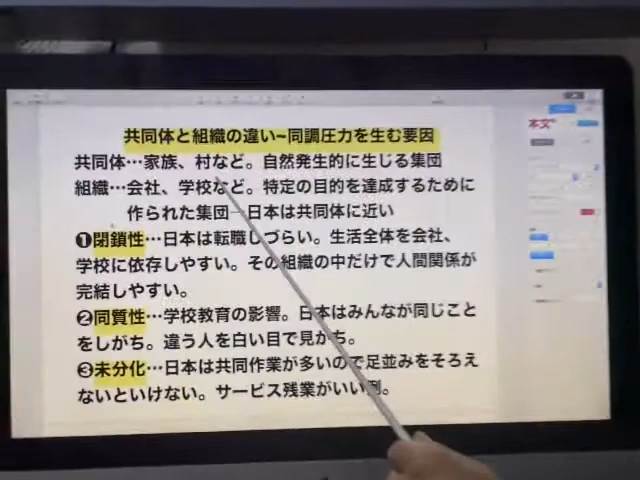 共同体と組織の違い~同調圧力を生む要因
共同体…家族、村など。自然発生的に生じる集団
組織…会社、学校など。特定の目的を達成するために
作られた集団 日本は共同体に近い
❶閉鎖性…日本は転職しづらい。生活全体を会社、
学校に依存しやすい。その組織の中だけで人間関係が
完結しやすい。
❷同質性…学校教育の影響。日本はみんなが同じこと
をしがち。違う人を白い目で見がち。
❸未分化…日本は共同作業が多いので足並みをそろえ
ないといけない。サービス残業がいい例。
本文